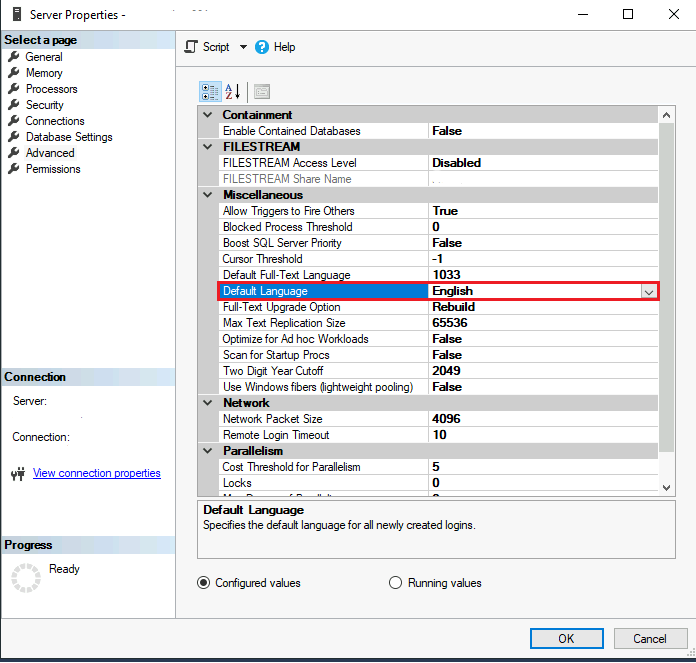 Server Properties -
Select a page
General
Memory
Processors
Security
Connections
Database Settings
Advanced
Permissions
Connection
Server:
Connection:
View connection properties
Progress
Ready
Script
Help
A
Z
Containment
Enable Contained Databases False
FILESTREAM
FILESTREAM Access Level Disabled
FILESTREAM Share Name
Miscellaneous
Allow Triggers to Fire Others True
Blocked Process Threshold 0
Boost SQL Server Priority False
Cursor Threshold -1
Default Full-Text Language 1033
Default Language English
Full-Text Upgrade Option Rebuild
Max Text Replication Size 65536
Optimize for Ad hoc Workloads False
Scan for Startup Procs False
Two Digit Year Cutoff 2049
Use Windows fibers (lightweight pooling) False
Network
Network Packet Size 4096
Remote Login Timeout 10
Parallelism
Cost Threshold for Parallelism 5
Locks 0
Default Language
Specifies the default language for all newly created logins.
Configured values
Running values
OK
Cancel